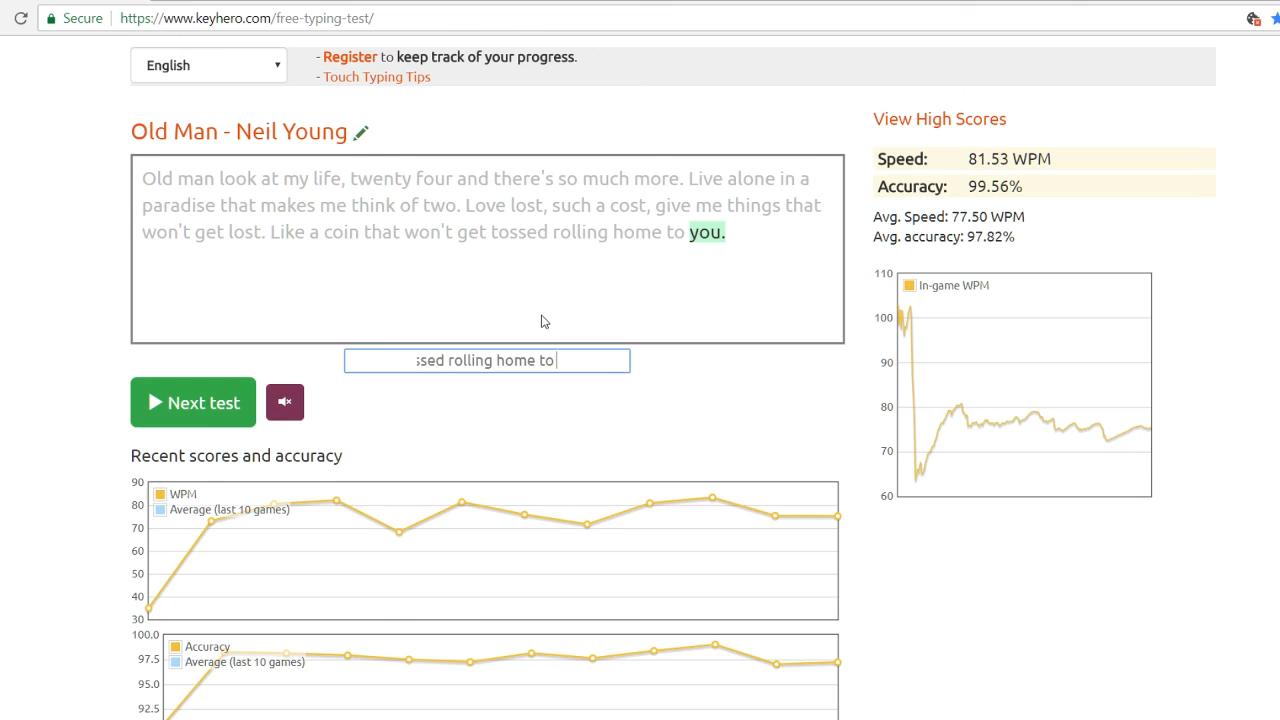 Secure https://www.keyhero.com/free-typing-test/
English
- Register to keep track of your progress.
- Touch Typing Tips
Old Man - Neil Young
Old man look at my life, twenty four and there's so much more. Live alone in a
paradise that makes me think of two. Love lost, such a cost, give me things that
won't get lost. Like a coin that won't get tossed rolling home to you.
ssed rolling home to
Next test
View High Scores
Speed: 81.53 WPM
Accuracy: 99.56%
Avg. Speed: 77.50 WPM
Avg. accuracy: 97.82%
In-game WPM
110
100
90
80
70
60
Recent scores and accuracy
WPM
Average (last 10 games)
90
80
70
60
50
40
30
Accuracy
Average (last 10 games)
100.0
97.5
95.0
92.5